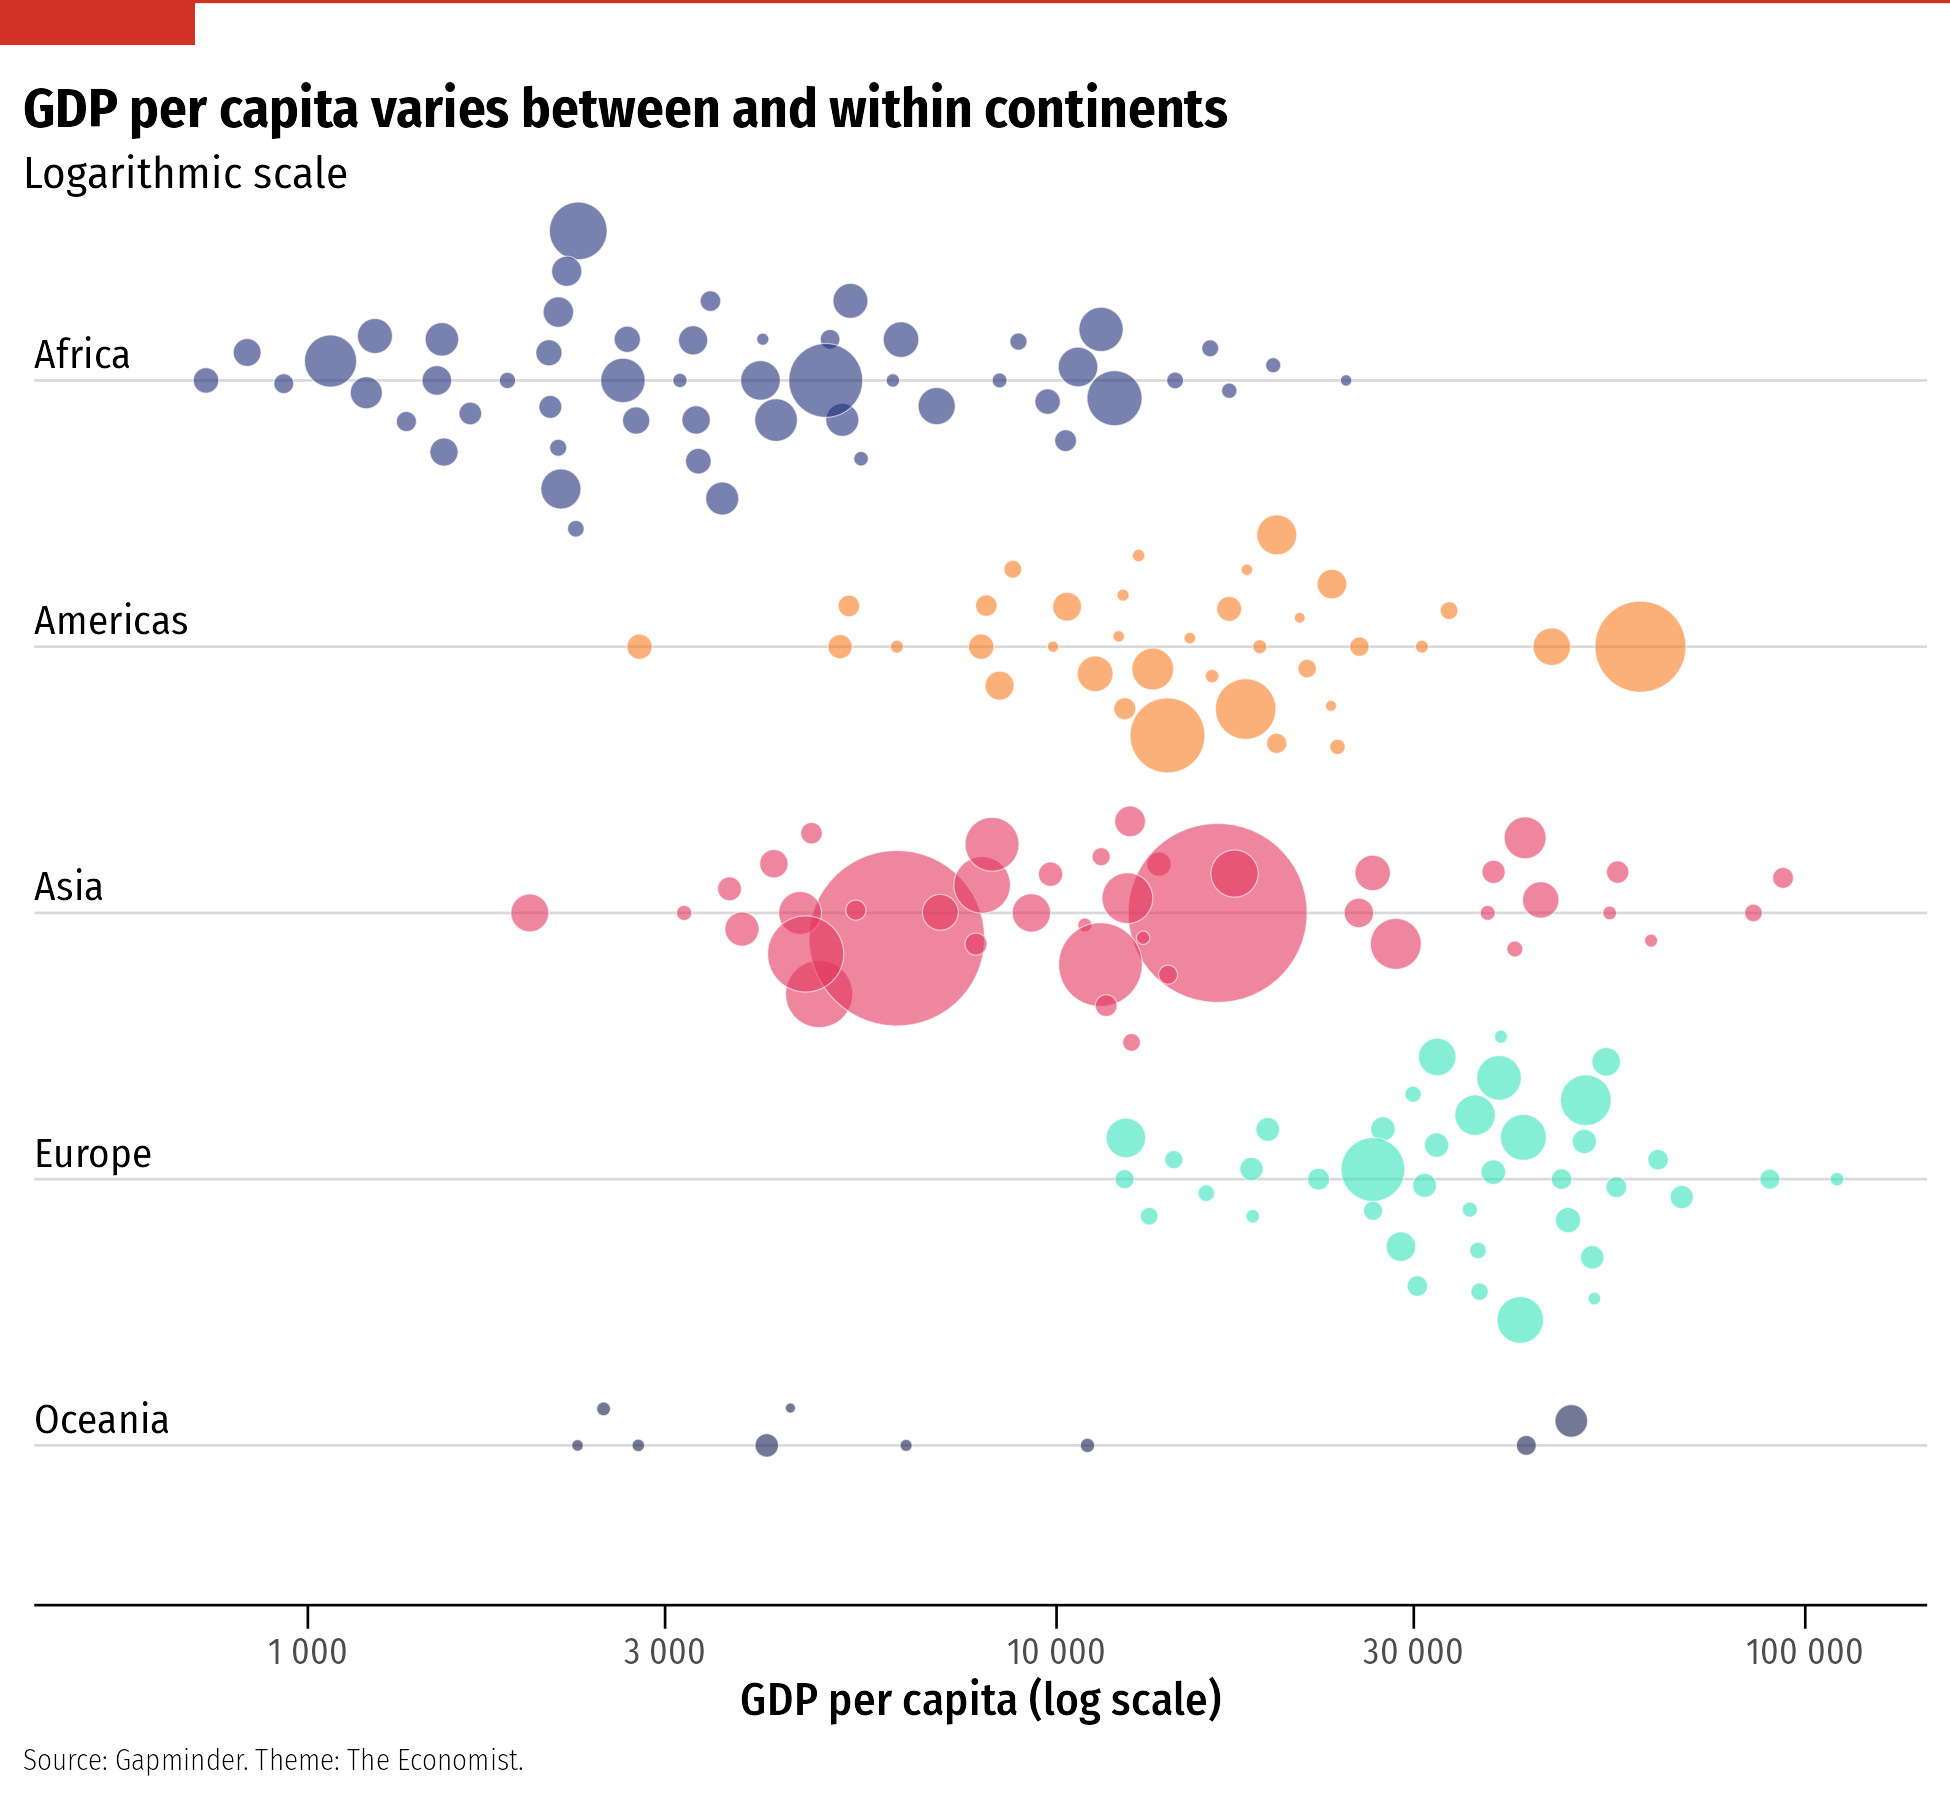 GDP per capita varies between and within continents
Logarithmic scale
Africa
Americas
Asia
Europe
Oceania
1 000 3 000 10 000 30 000 100 000
GDP per capita (log scale)
Source: Gapminder. Theme: The Economist.